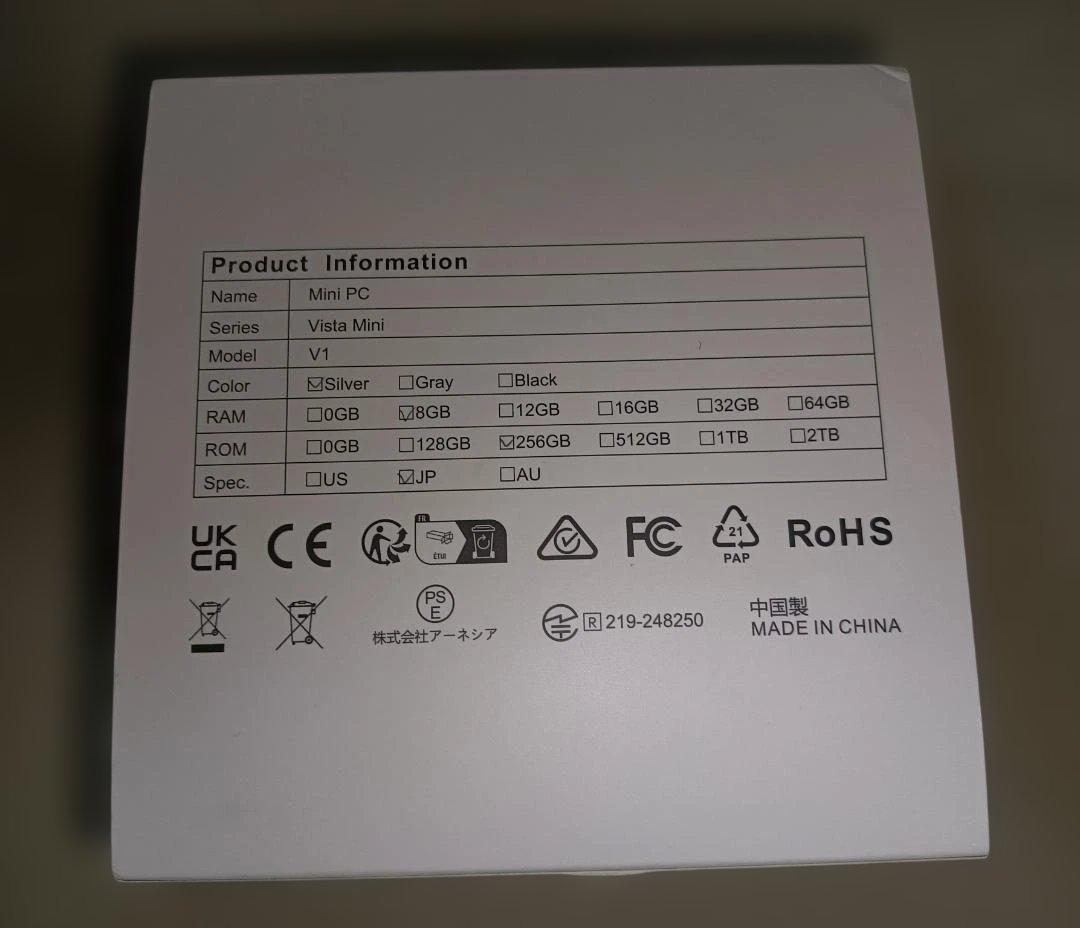 Product Information
Name Mini PC
Series Vista Mini
Model V1
Color ☑Silver ☐Gray ☐Black
RAM ☐0GB ☑8GB ☐12GB ☐16GB ☐32GB ☐64GB
ROM ☐0GB ☐128GB ☑256GB ☐512GB ☐1TB ☐2TB
Spec. ☐US ☑JP ☐AU
UK CA CE FR ÉTUI FC 21 PAP RoHS
PS E
株式会社アーネシア
R 219-248250
中国製
MADE IN CHINA